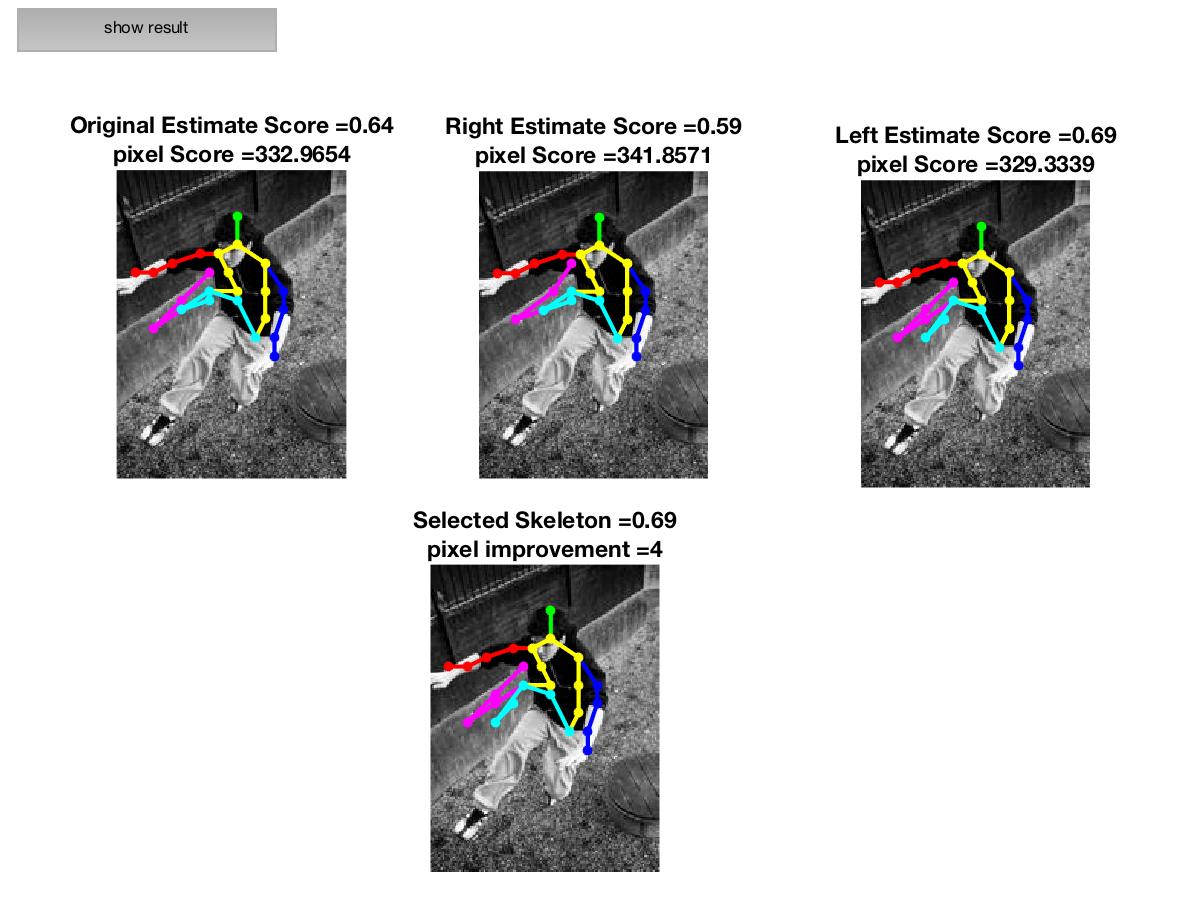 show result
Original Estimate Score =0.64
pixel Score =332.9654
Right Estimate Score =0.59
pixel Score =341.8571
Left Estimate Score =0.69
pixel Score =329.3339
Selected Skeleton =0.69
pixel improvement =4